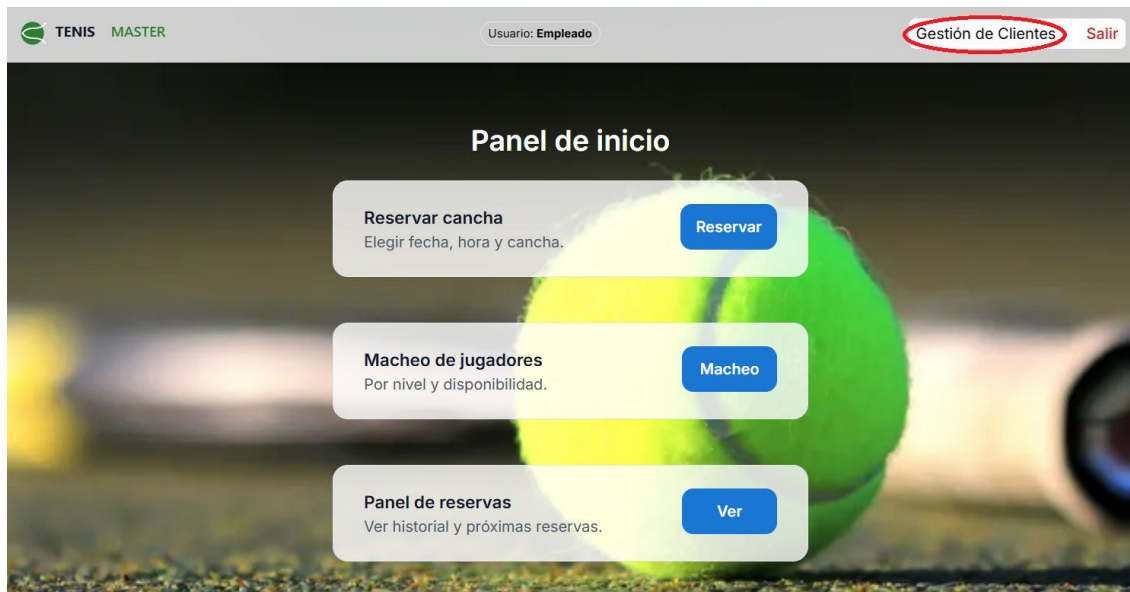 TENIS MASTER
Usuario: Empleado
Gestión de Clientes
Salir
Panel de inicio
Reservar cancha
Elegir fecha, hora y cancha.
Reservar
Macheo de jugadores
Por nivel y disponibilidad.
Macheo
Panel de reservas
Ver historial y próximas reservas.
Ver